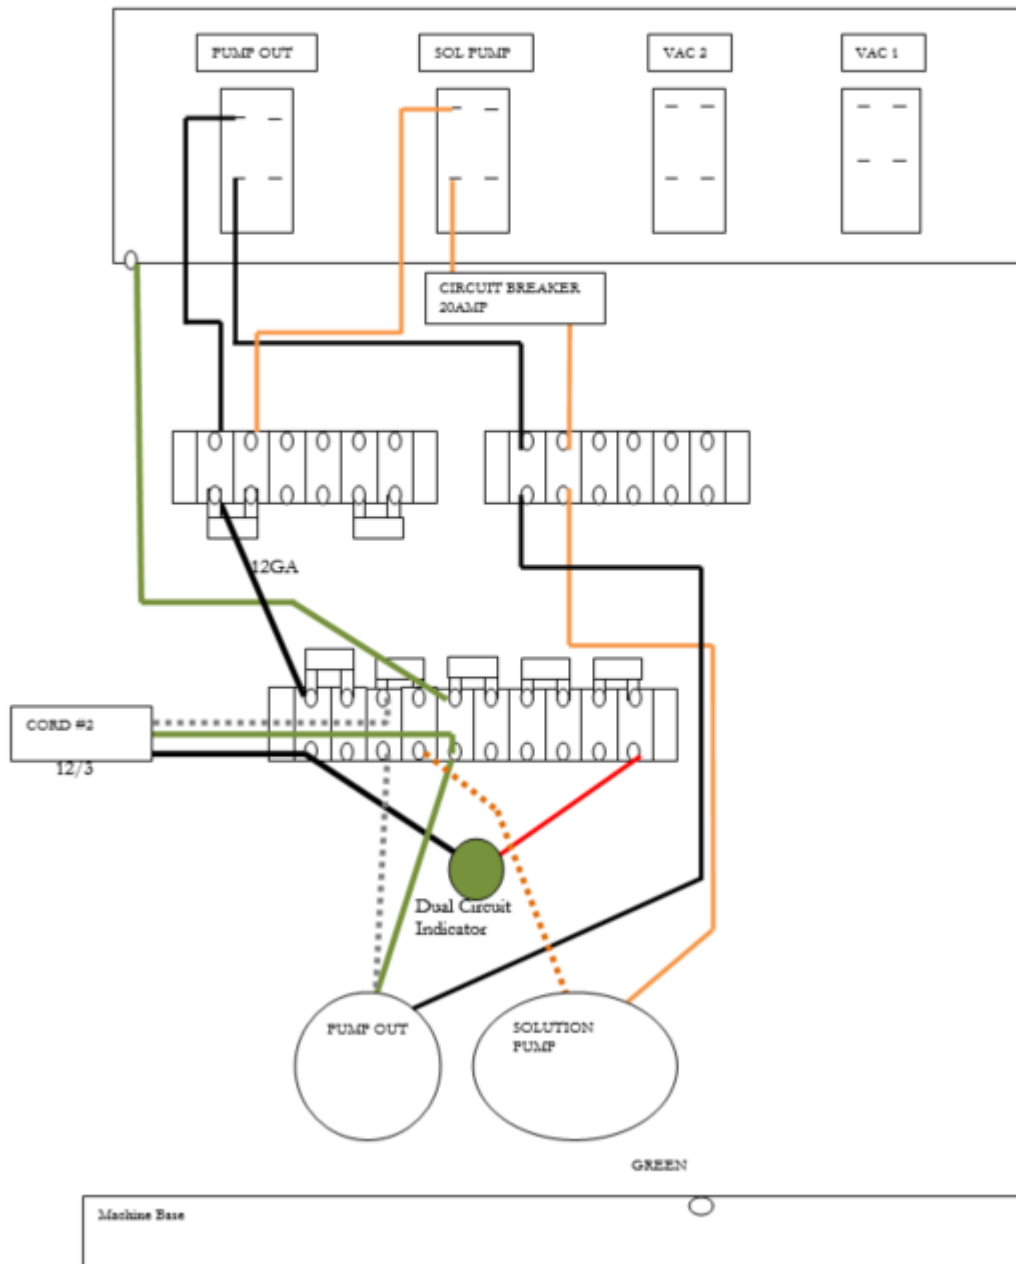 PUMP OUT
SOL PUMP
VAC 2
VAC 1
CIRCUIT BREAKER
20AMP
12GA
CORD #2
12/3
Dual Circuit
Indicator
PUMP OUT
SOLUTION
PUMP
GREEN
Machine Base